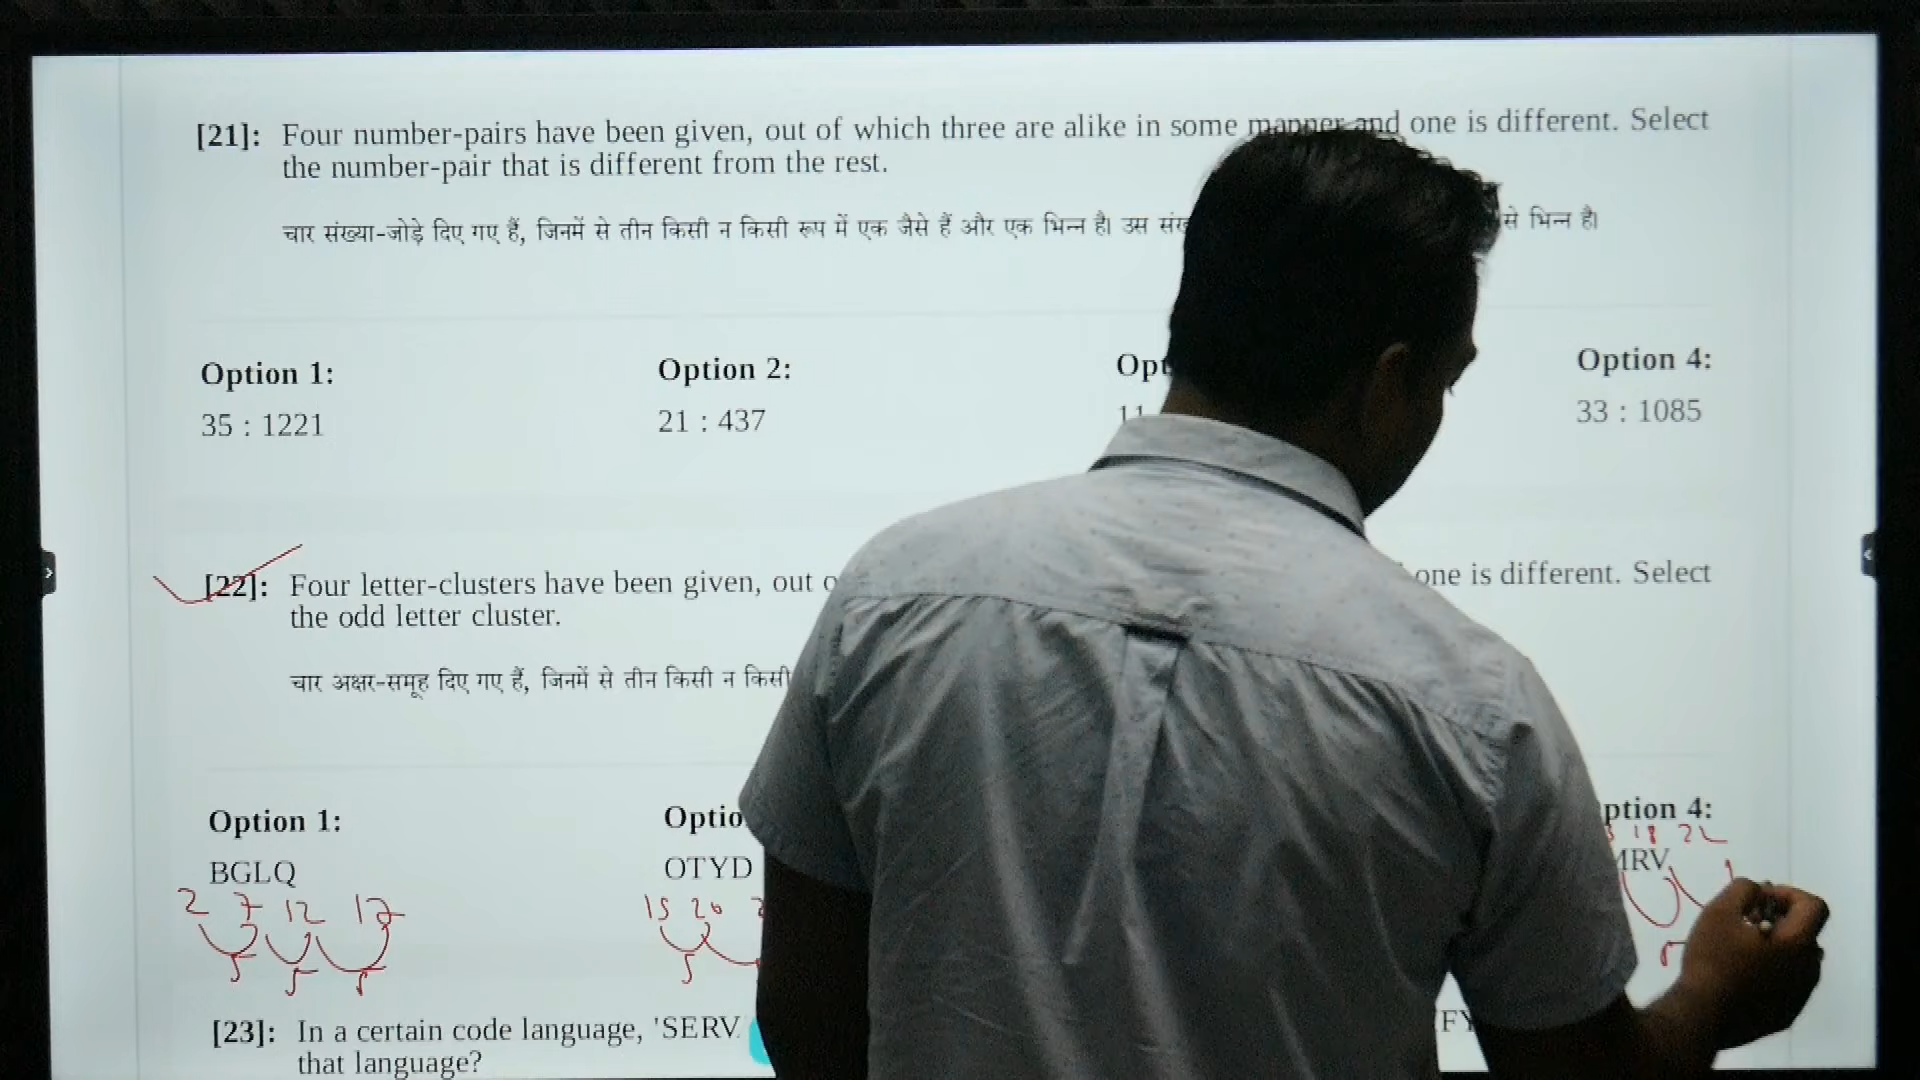 [21]: Four number-pairs have been given, out of which three are alike in some manner and one is different. Select
the number-pair that is different from the rest.
चार संख्या-जोड़े दिए गए हैं, जिनमें से तीन किसी न किसी रूप में एक जैसे हैं और एक भिन्न है। उस से भिन्न है।
Option 1: Option 2: Option 4:
35 : 1221 21 : 437 11 33 : 1085
[22]: Four letter-clusters have been given, out one is different. Select
the odd letter cluster.
चार अक्षर-समूह दिए गए हैं, जिनमें से तीन किसी न किसी
Option 1: 4:
18 22
BGLQ OTYD
2 7 12 17 15 20
5 5 5 5
[23]: In a certain code language, 'SERV
that language?